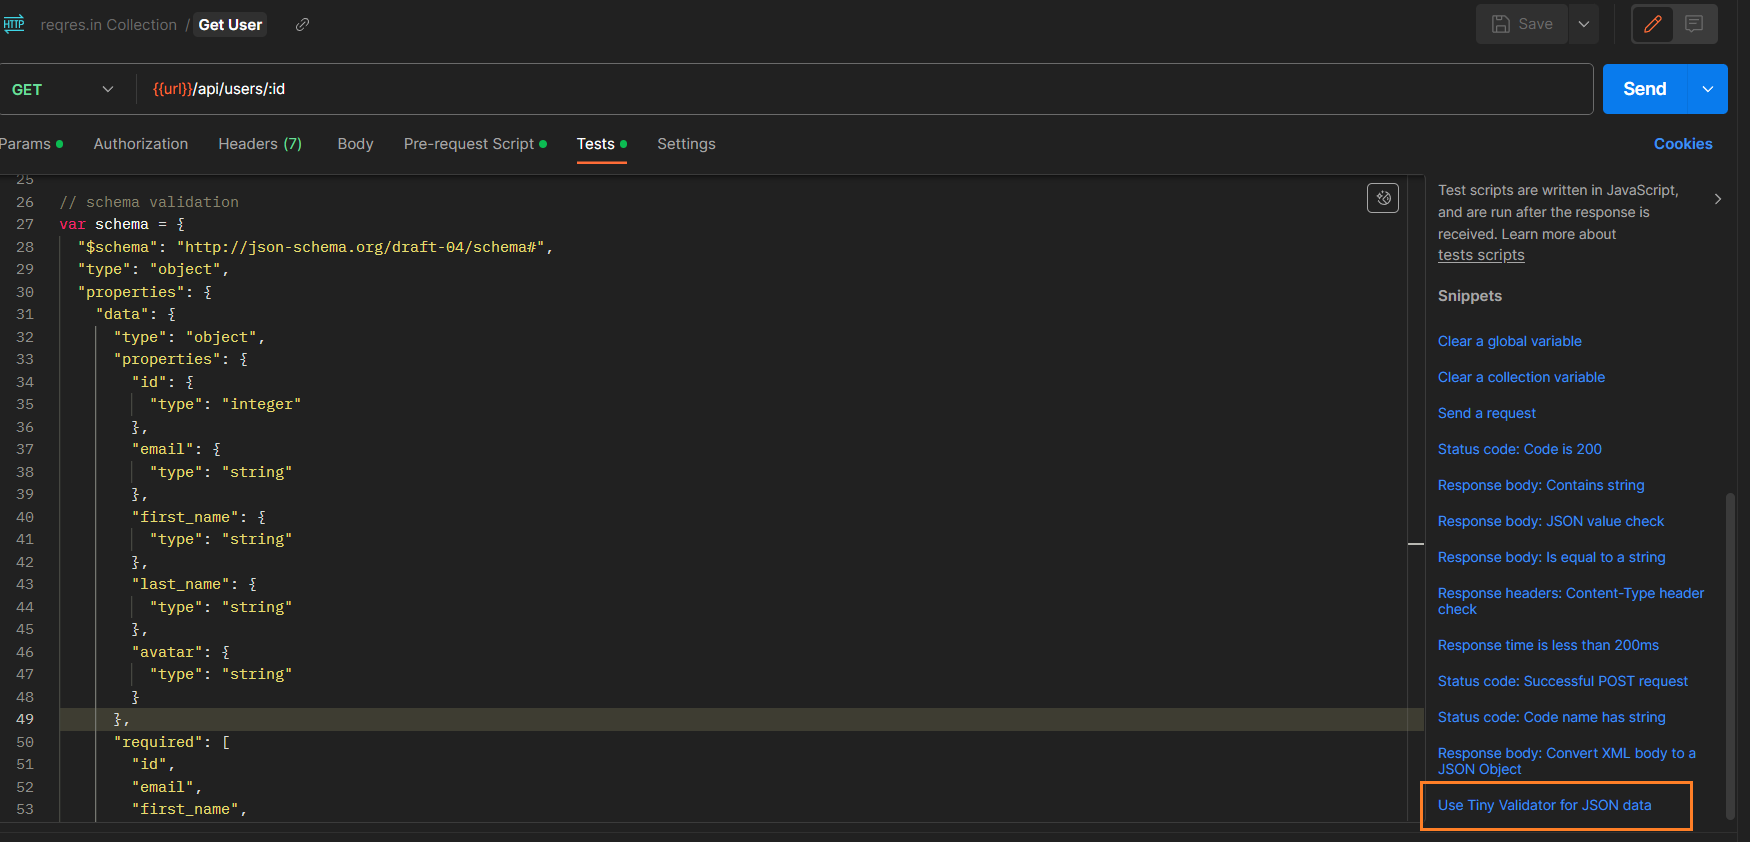 HTTP reqres.in Collection / Get User Save
GET {{url}}/api/users/:id Send
Params Authorization Headers (7) Body Pre-request Script Tests Settings Cookies
25
26 // schema validation
27 var schema = {
28 "$schema": "http://json-schema.org/draft-04/schema#",
29 "type": "object",
30 "properties": {
31 "data": {
32 "type": "object",
33 "properties": {
34 "id": {
35 "type": "integer"
36 },
37 "email": {
38 "type": "string"
39 },
40 "first_name": {
41 "type": "string"
42 },
43 "last_name": {
44 "type": "string"
45 },
46 "avatar": {
47 "type": "string"
48 }
49 },
50 "required": [
51 "id",
52 "email",
53 "first_name",
Test scripts are written in JavaScript,
and are run after the response is
received. Learn more about
tests scripts
Snippets
Clear a global variable
Clear a collection variable
Send a request
Status code: Code is 200
Response body: Contains string
Response body: JSON value check
Response body: Is equal to a string
Response headers: Content-Type header
check
Response time is less than 200ms
Status code: Successful POST request
Status code: Code name has string
Response body: Convert XML body to a
JSON Object
Use Tiny Validator for JSON data